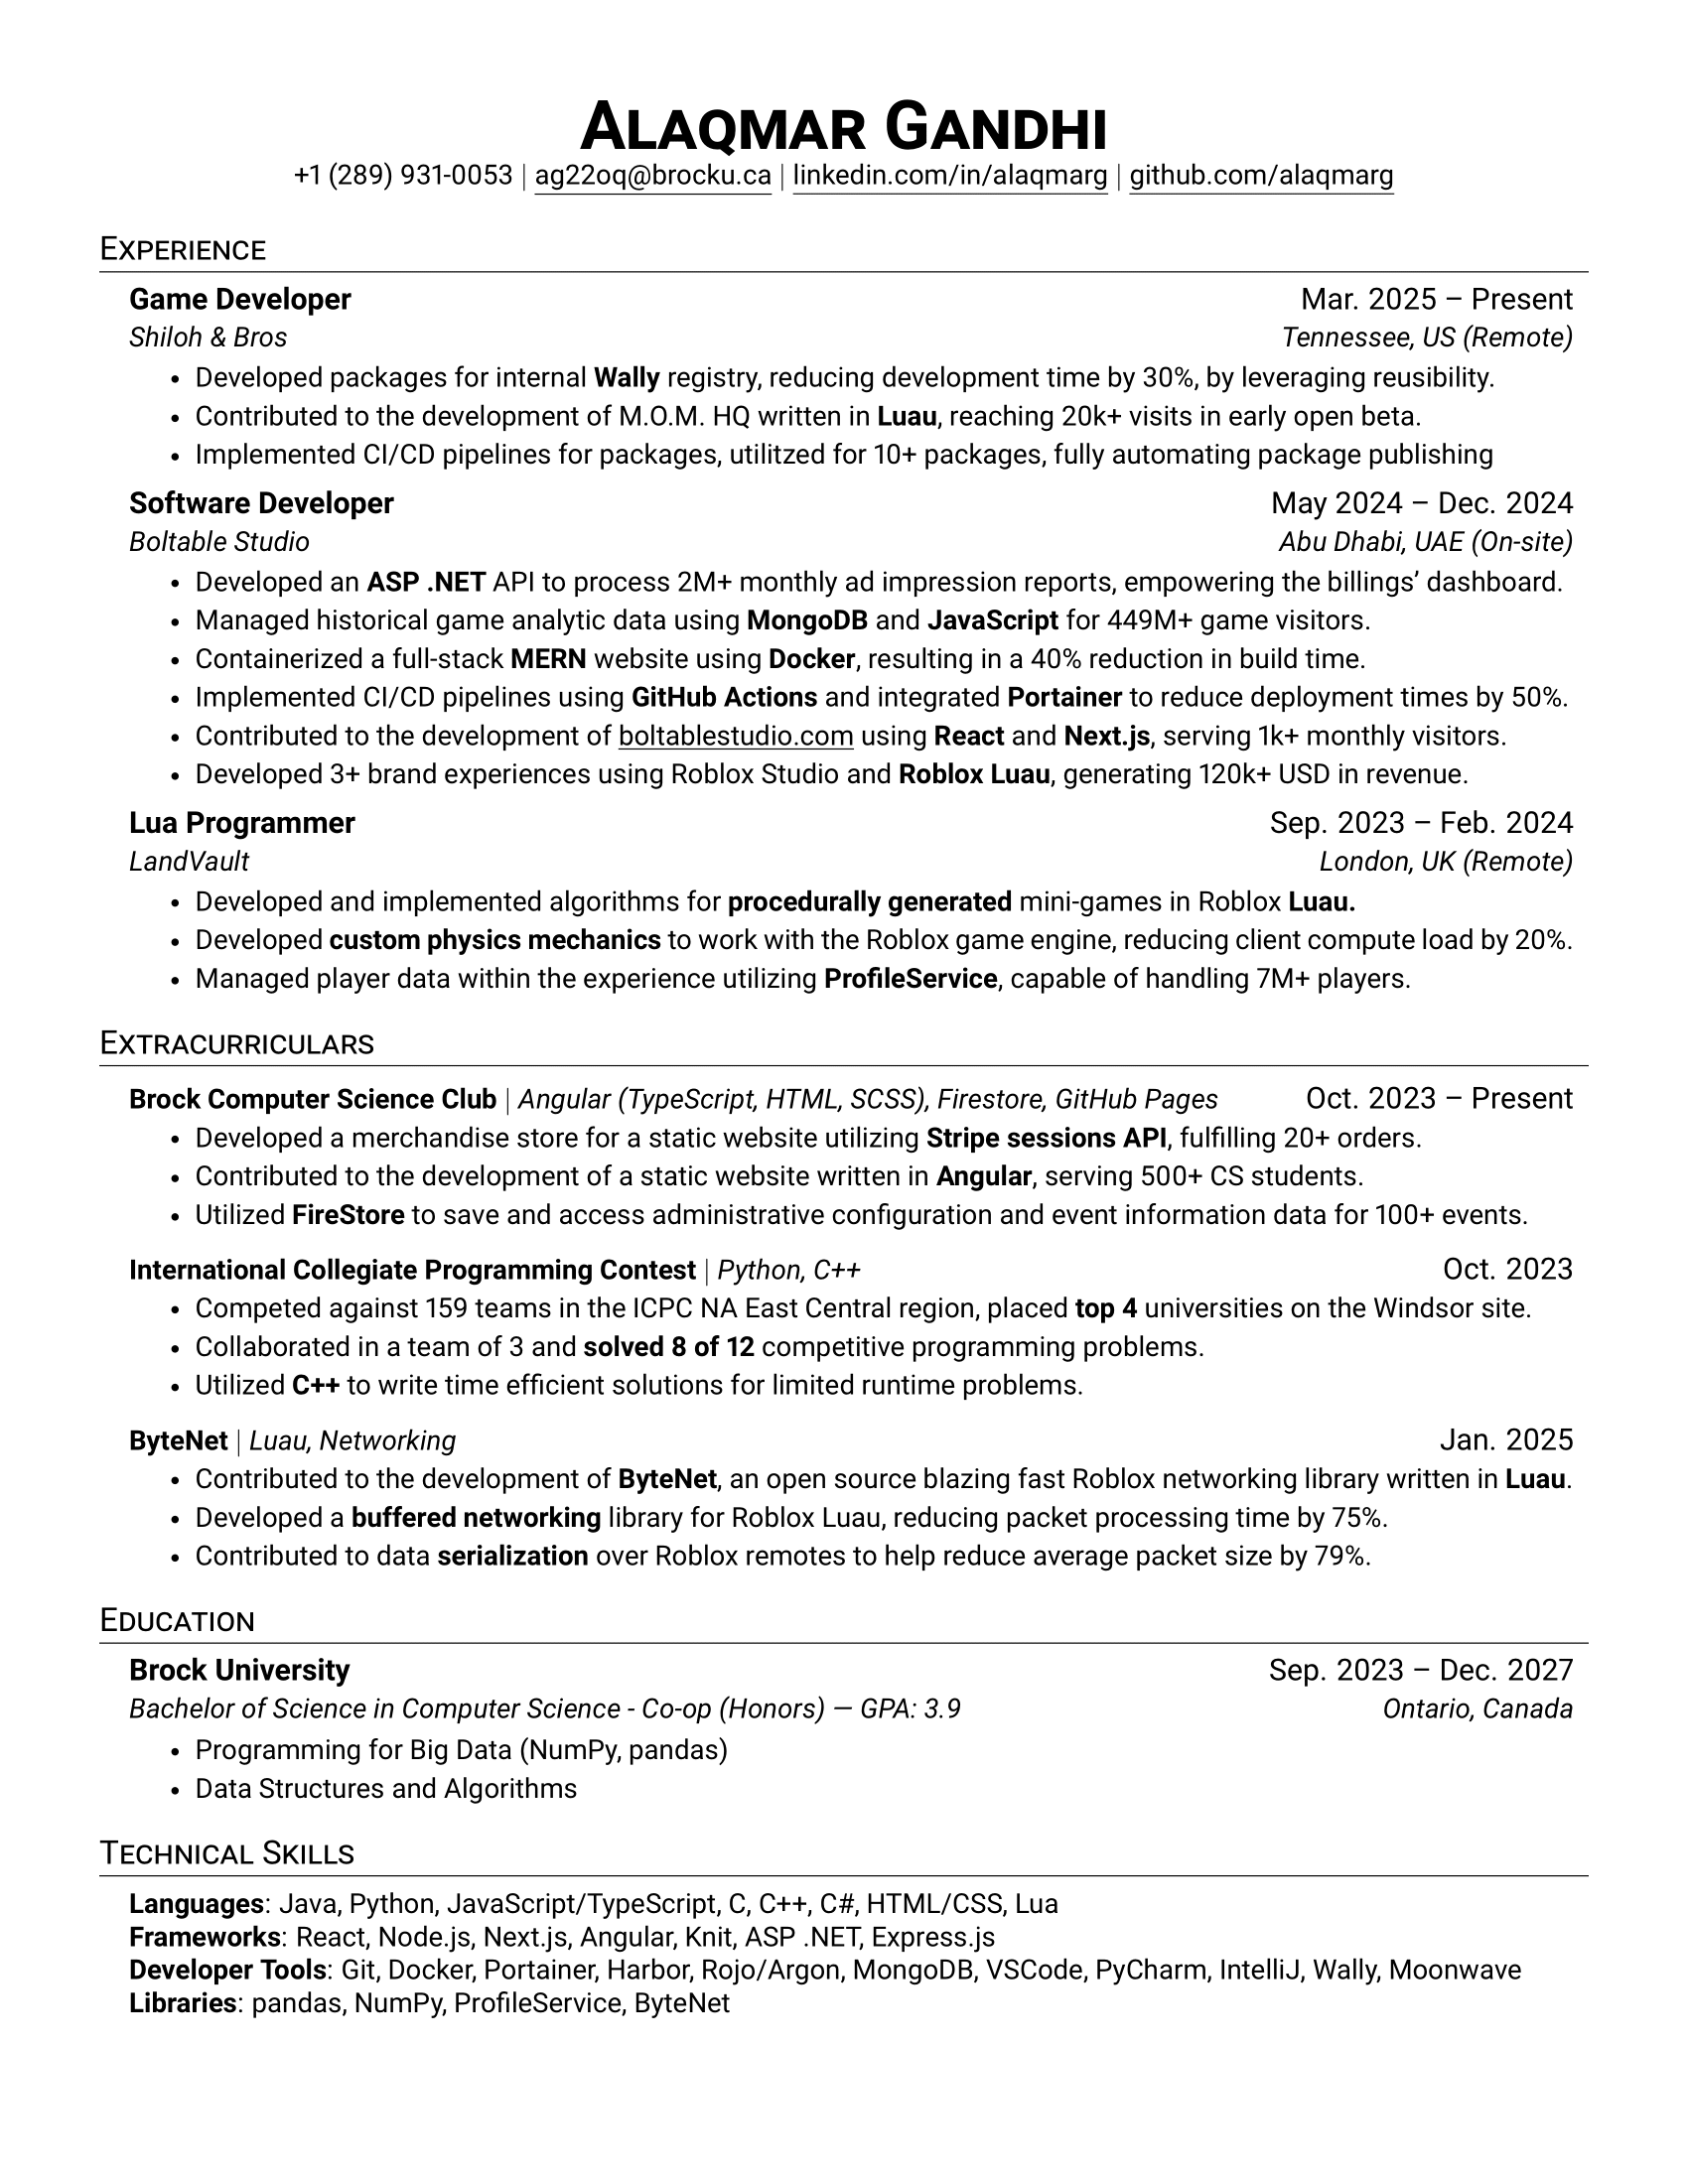 Alaqmar Gandhi
+1 (289) 931-0053 | ag22oq@brocku.ca | linkedin.com/in/alaqmarg | github.com/alaqmarg
Experience
Game Developer Mar. 2025 – Present
Shiloh & Bros Tennessee, US (Remote)
• Developed packages for internal Wally registry, reducing development time by 30%, by leveraging reusibility.
• Contributed to the development of M.O.M. HQ written in Luau, reaching 20k+ visits in early open beta.
• Implemented CI/CD pipelines for packages, utilitzed for 10+ packages, fully automating package publishing
Software Developer May 2024 – Dec. 2024
Boltable Studio Abu Dhabi, UAE (On-site)
• Developed an ASP .NET API to process 2M+ monthly ad impression reports, empowering the billings’ dashboard.
• Managed historical game analytic data using MongoDB and JavaScript for 449M+ game visitors.
• Containerized a full-stack MERN website using Docker, resulting in a 40% reduction in build time.
• Implemented CI/CD pipelines using GitHub Actions and integrated Portainer to reduce deployment times by 50%.
• Contributed to the development of boltablestudio.com using React and Next.js, serving 1k+ monthly visitors.
• Developed 3+ brand experiences using Roblox Studio and Roblox Luau, generating 120k+ USD in revenue.
Lua Programmer Sep. 2023 – Feb. 2024
LandVault London, UK (Remote)
• Developed and implemented algorithms for procedurally generated mini-games in Roblox Luau.
• Developed custom physics mechanics to work with the Roblox game engine, reducing client compute load by 20%.
• Managed player data within the experience utilizing ProfileService, capable of handling 7M+ players.
Extracurriculars
Brock Computer Science Club | Angular (TypeScript, HTML, SCSS), Firestore, GitHub Pages Oct. 2023 – Present
• Developed a merchandise store for a static website utilizing Stripe sessions API, fulfilling 20+ orders.
• Contributed to the development of a static website written in Angular, serving 500+ CS students.
• Utilized FireStore to save and access administrative configuration and event information data for 100+ events.
International Collegiate Programming Contest | Python, C++ Oct. 2023
• Competed against 159 teams in the ICPC NA East Central region, placed top 4 universities on the Windsor site.
• Collaborated in a team of 3 and solved 8 of 12 competitive programming problems.
• Utilized C++ to write time efficient solutions for limited runtime problems.
ByteNet | Luau, Networking Jan. 2025
• Contributed to the development of ByteNet, an open source blazing fast Roblox networking library written in Luau.
• Developed a buffered networking library for Roblox Luau, reducing packet processing time by 75%.
• Contributed to data serialization over Roblox remotes to help reduce average packet size by 79%.
Education
Brock University Sep. 2023 – Dec. 2027
Bachelor of Science in Computer Science - Co-op (Honors) — GPA: 3.9 Ontario, Canada
• Programming for Big Data (NumPy, pandas)
• Data Structures and Algorithms
Technical Skills
Languages: Java, Python, JavaScript/TypeScript, C, C++, C#, HTML/CSS, Lua
Frameworks: React, Node.js, Next.js, Angular, Knit, ASP .NET, Express.js
Developer Tools: Git, Docker, Portainer, Harbor, Rojo/Argon, MongoDB, VSCode, PyCharm, IntelliJ, Wally, Moonwave
Libraries: pandas, NumPy, ProfileService, ByteNet